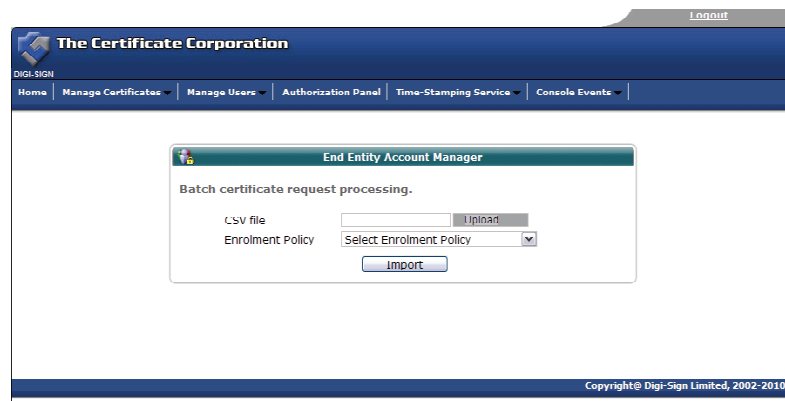 Logout
The Certificate Corporation
DIGI-SIGN
Home Manage Certificates Manage Users Authorization Panel Time-Stamping Service Console Events
End Entity Account Manager
Batch certificate request processing.
CSV file Upload
Enrolment Policy Select Enrolment Policy
Import
Copyright@ Digi-Sign Limited, 2002-2010